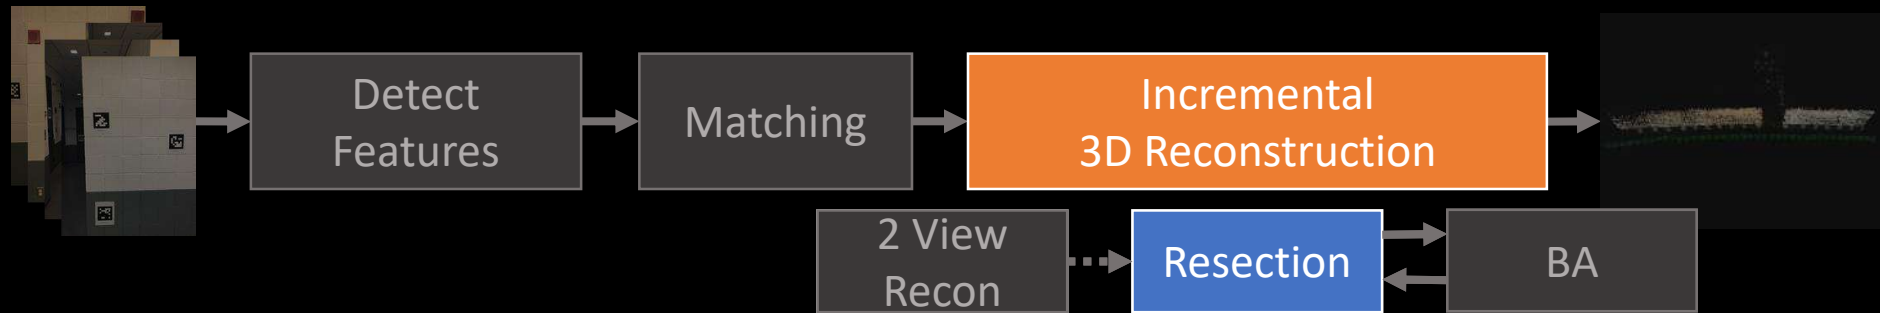 Detect
Features
Matching
Incremental
3D Reconstruction
2 View
Recon
Resection
BA